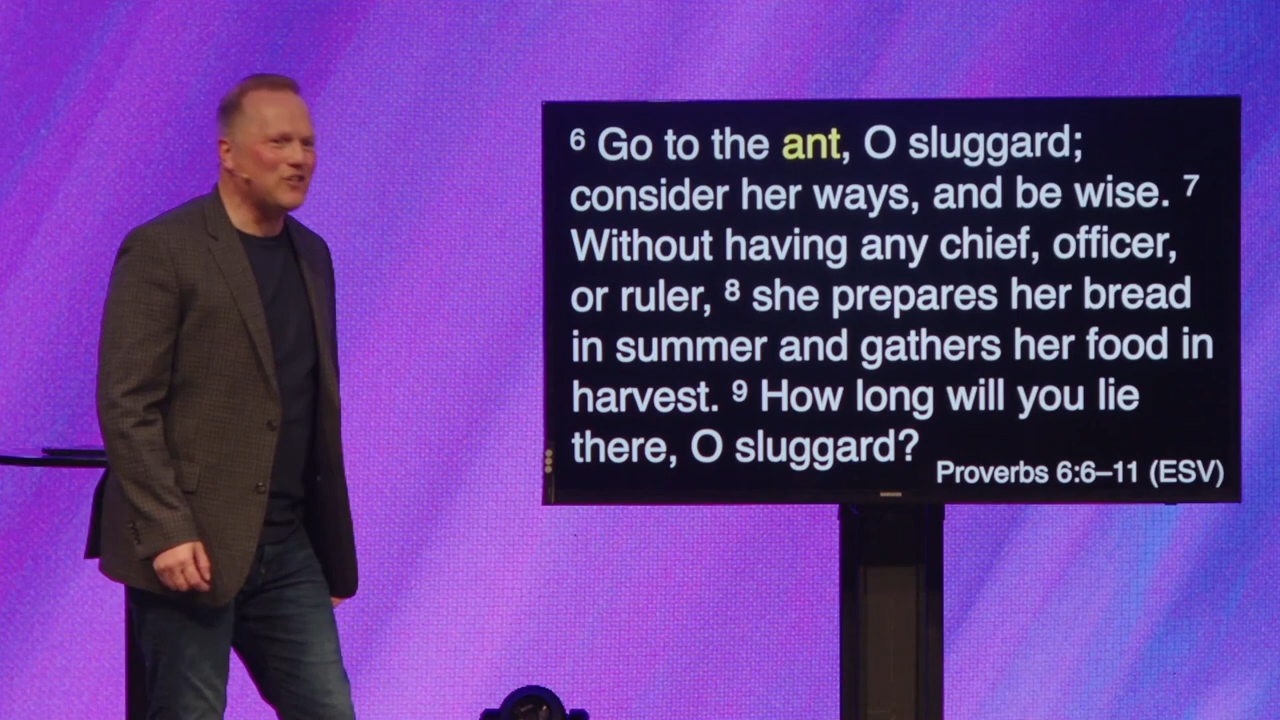 ⁶ Go to the ant, O sluggard;
consider her ways, and be wise. ⁷
Without having any chief, officer,
or ruler, ⁸ she prepares her bread
in summer and gathers her food in
harvest. ⁹ How long will you lie
there, O sluggard?
Proverbs 6:6–11 (ESV)